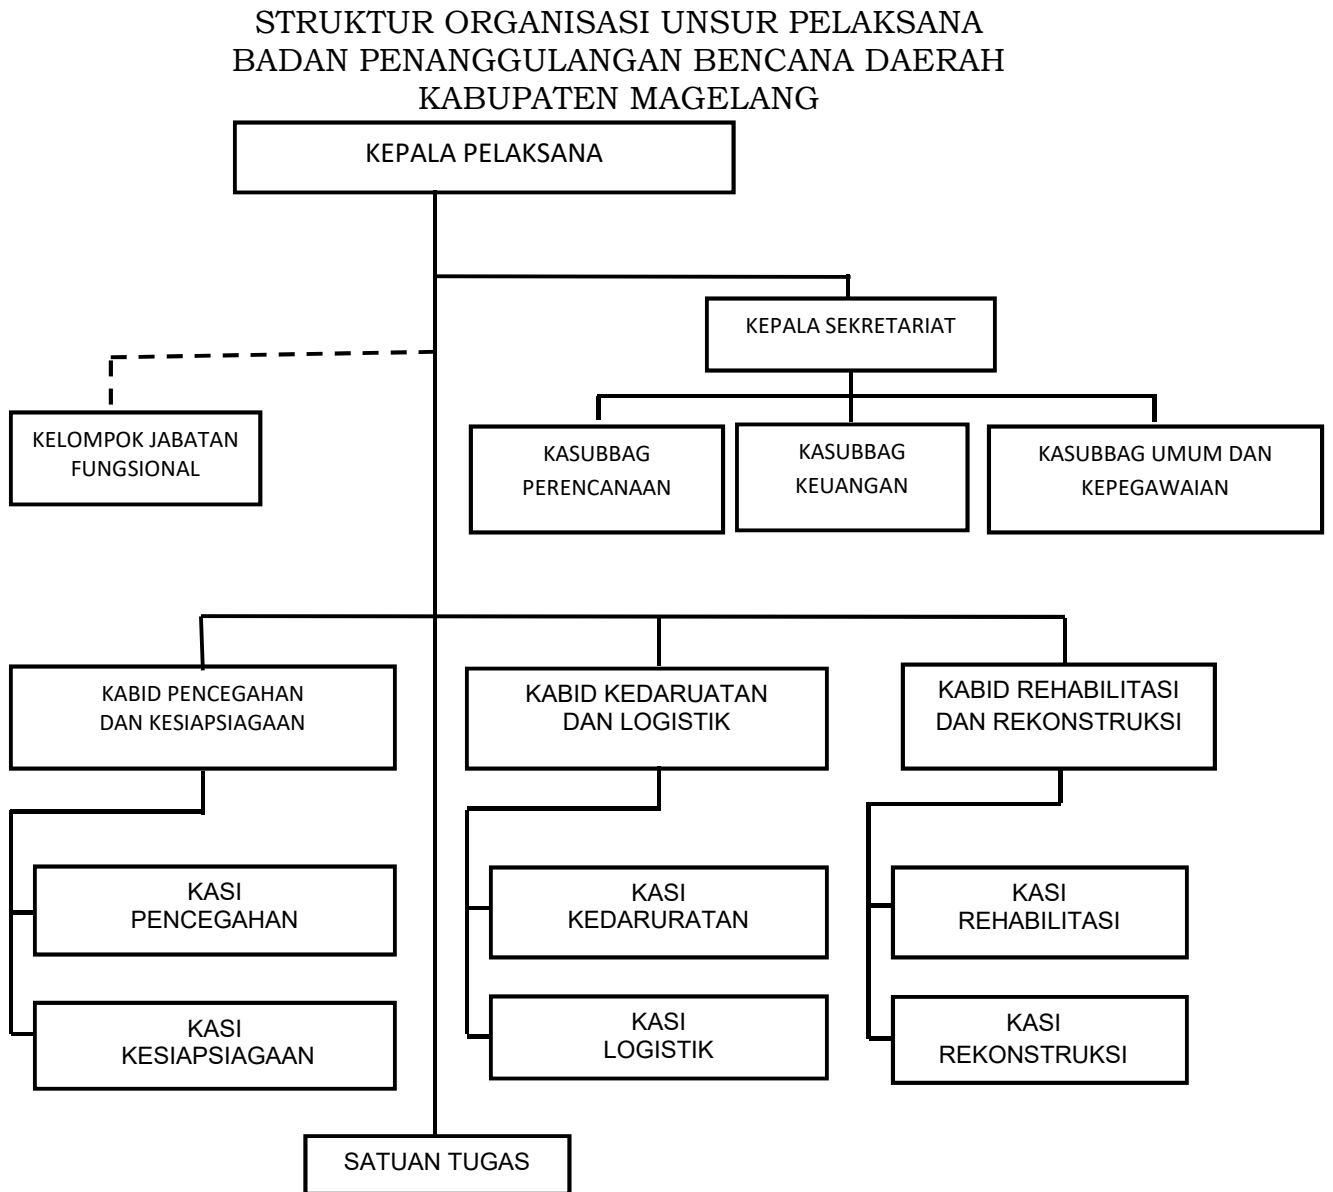 STRUKTUR ORGANISASI UNSUR PELAKSANA
BADAN PENANGGULANGAN BENCANA DAERAH
KABUPATEN MAGELANG
KEPALA PELAKSANA
KEPALA SEKRETARIAT
KELOMPOK JABATAN
FUNGSIONAL
KASUBBAG
PERENCANAAN
KASUBBAG
KEUANGAN
KASUBBAG UMUM DAN
KEPEGAWAIAN
KABID PENCEGAHAN
DAN KESIAPSIAGAAN
KABID KEDARUATAN
DAN LOGISTIK
KABID REHABILITASI
DAN REKONSTRUKSI
KASI
PENCEGAHAN
KASI
KEDARURATAN
KASI
REHABILITASI
KASI
KESIAPSIAGAAN
KASI
LOGISTIK
KASI
REKONSTRUKSI
SATUAN TUGAS